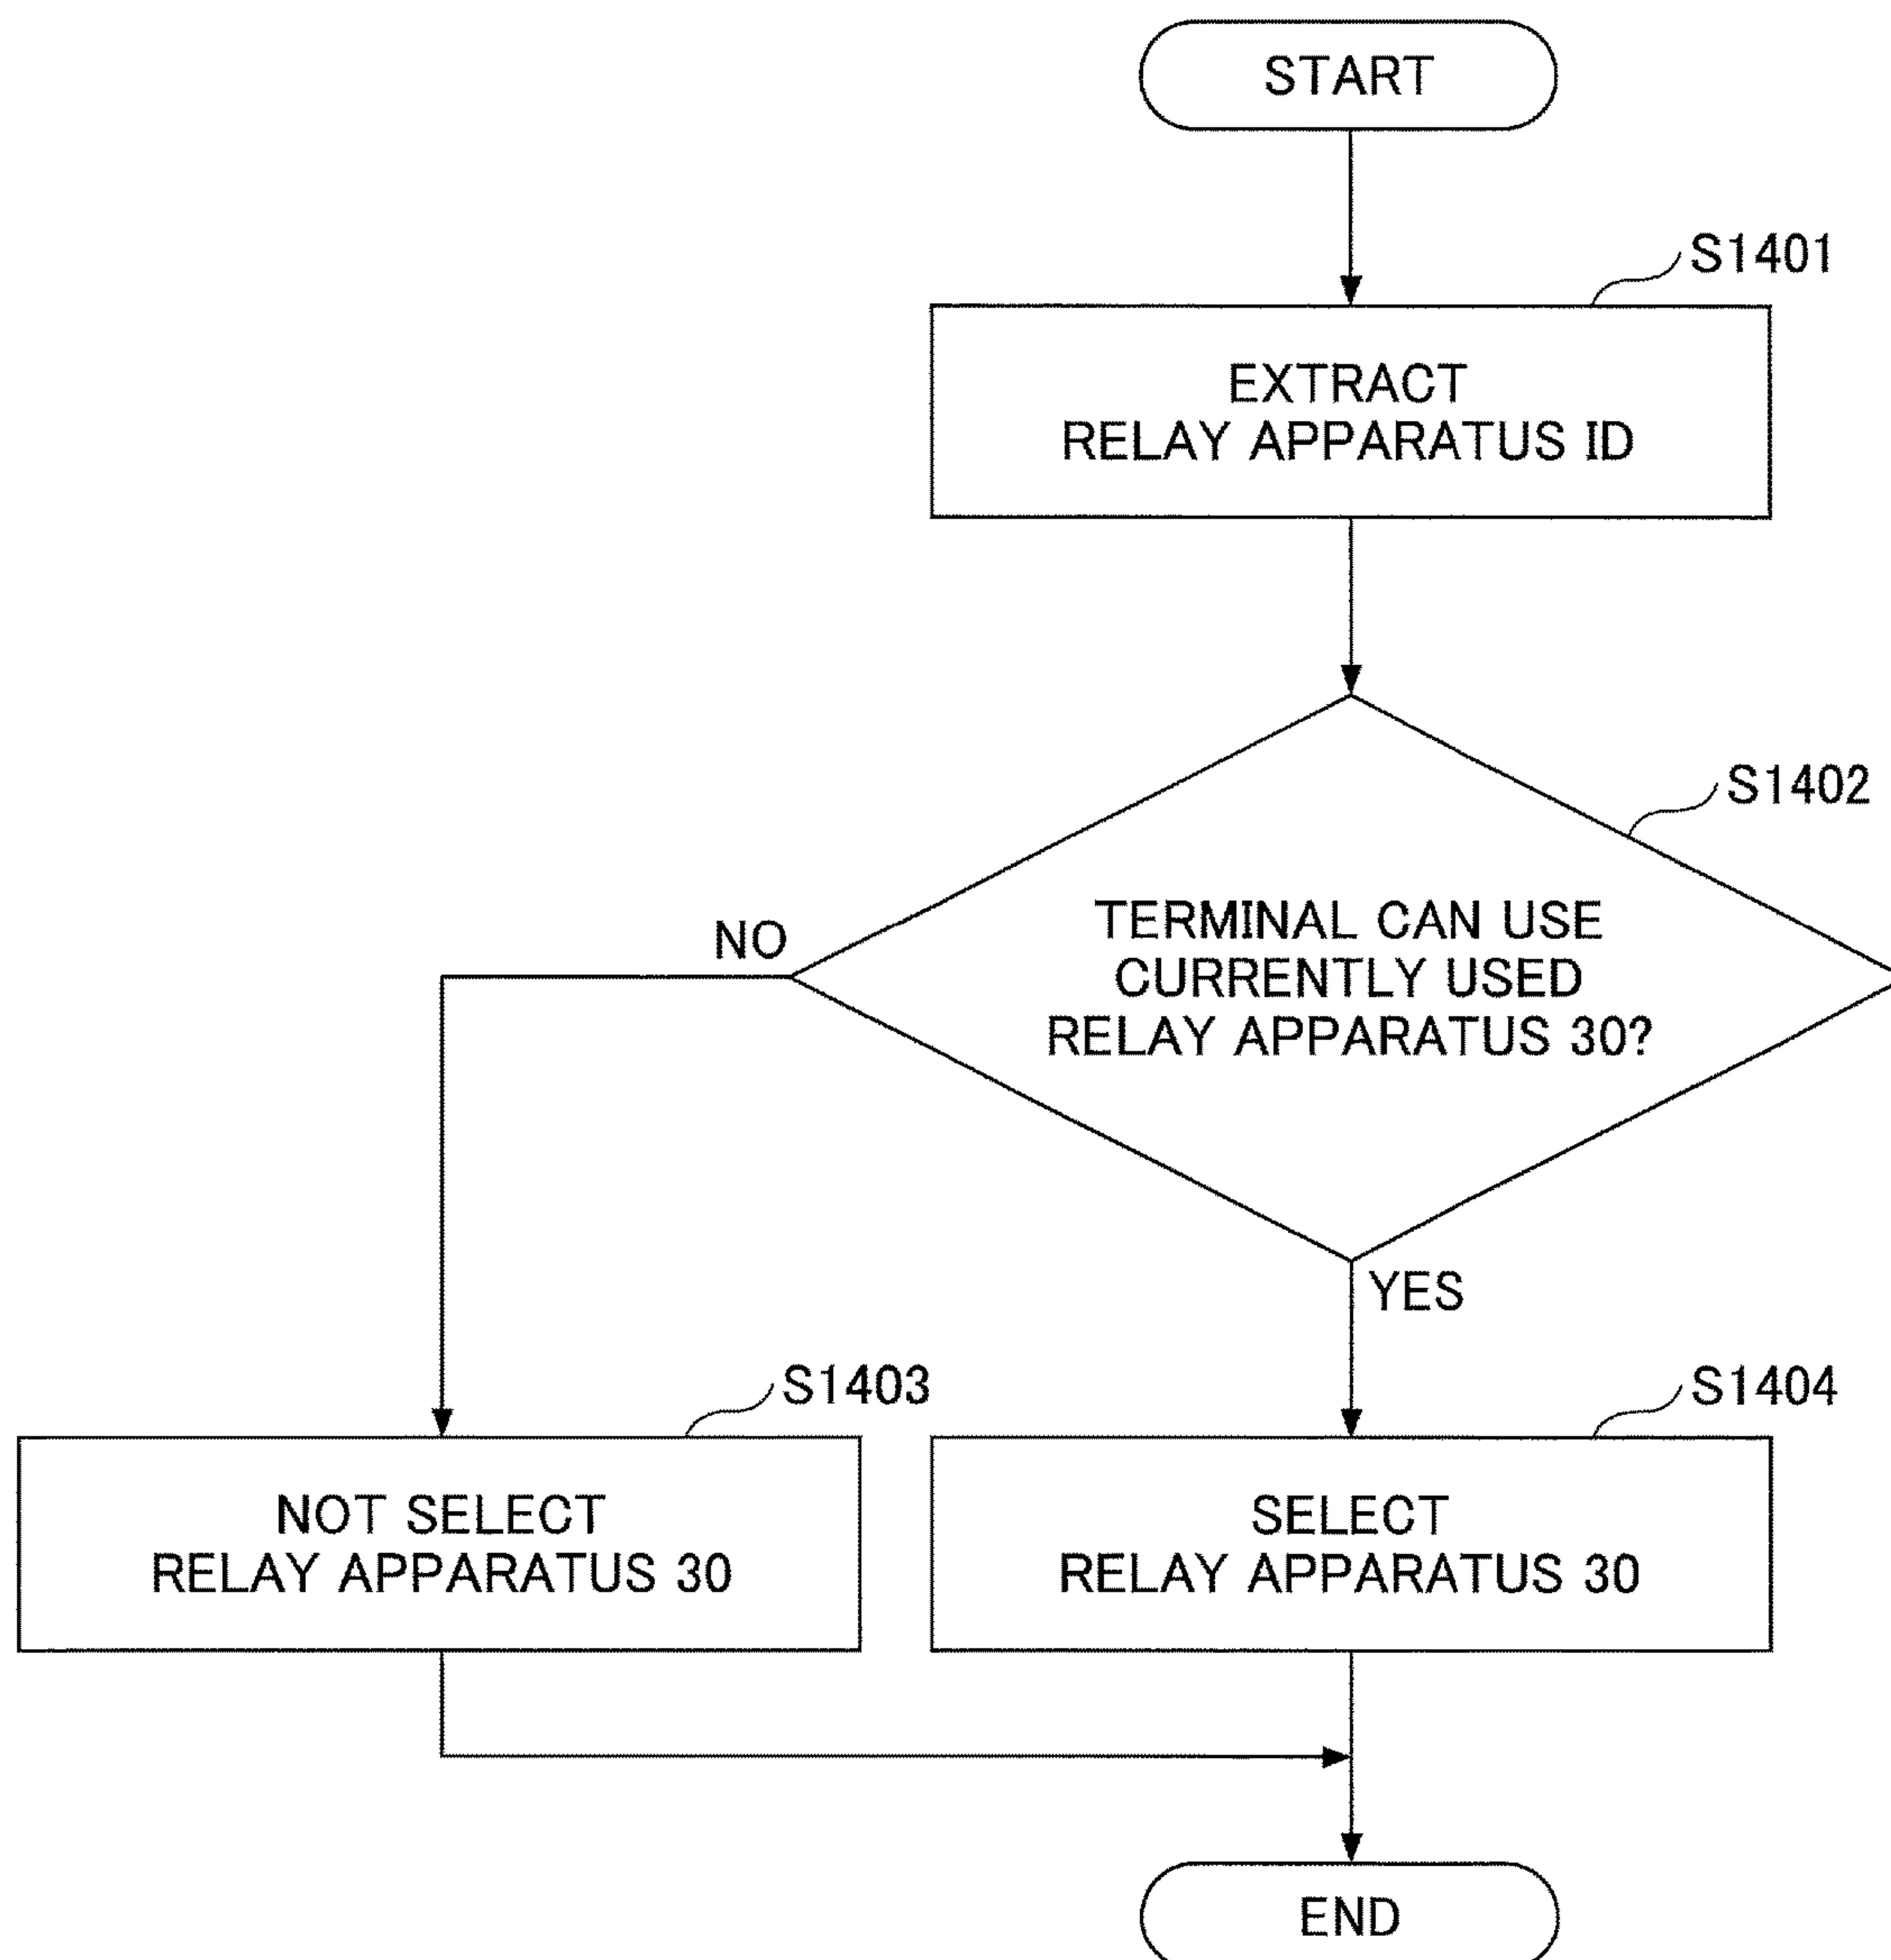 START
S1401
EXTRACT
RELAY APPARATUS ID
S1402
TERMINAL CAN USE
CURRENTLY USED
RELAY APPARATUS 30?
NO
YES
S1403
NOT SELECT
RELAY APPARATUS 30
S1404
SELECT
RELAY APPARATUS 30
END